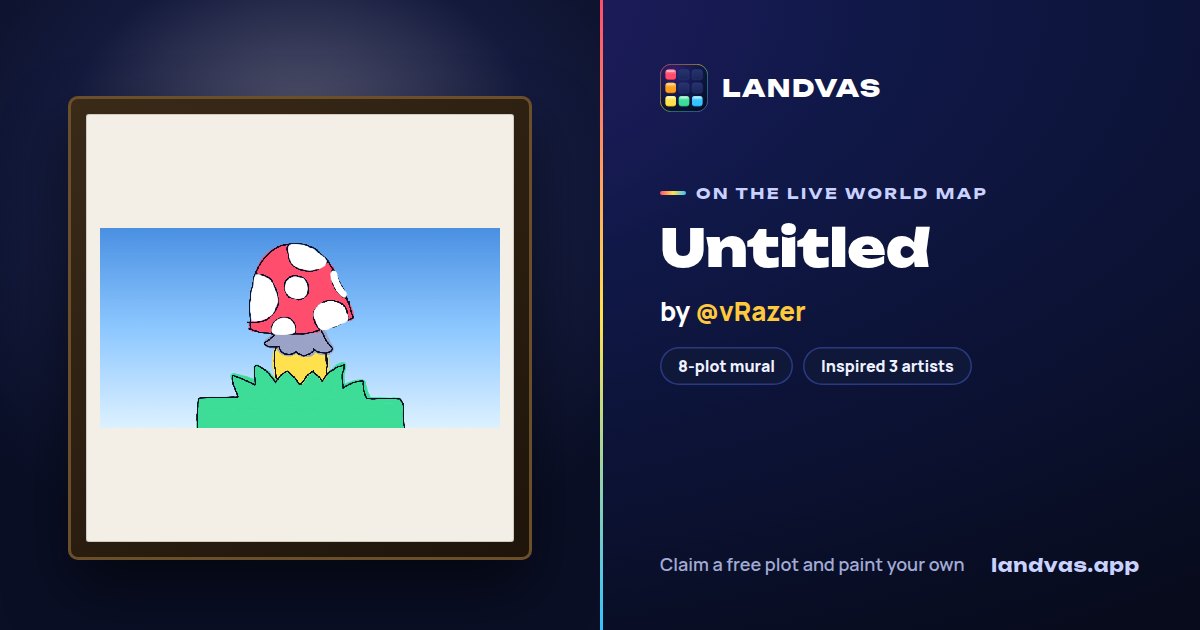 LANDVAS
ON THE LIVE WORLD MAP
Untitled
by @vRazer
8-plot mural
Inspired 3 artists
Claim a free plot and paint your own
landvas.app